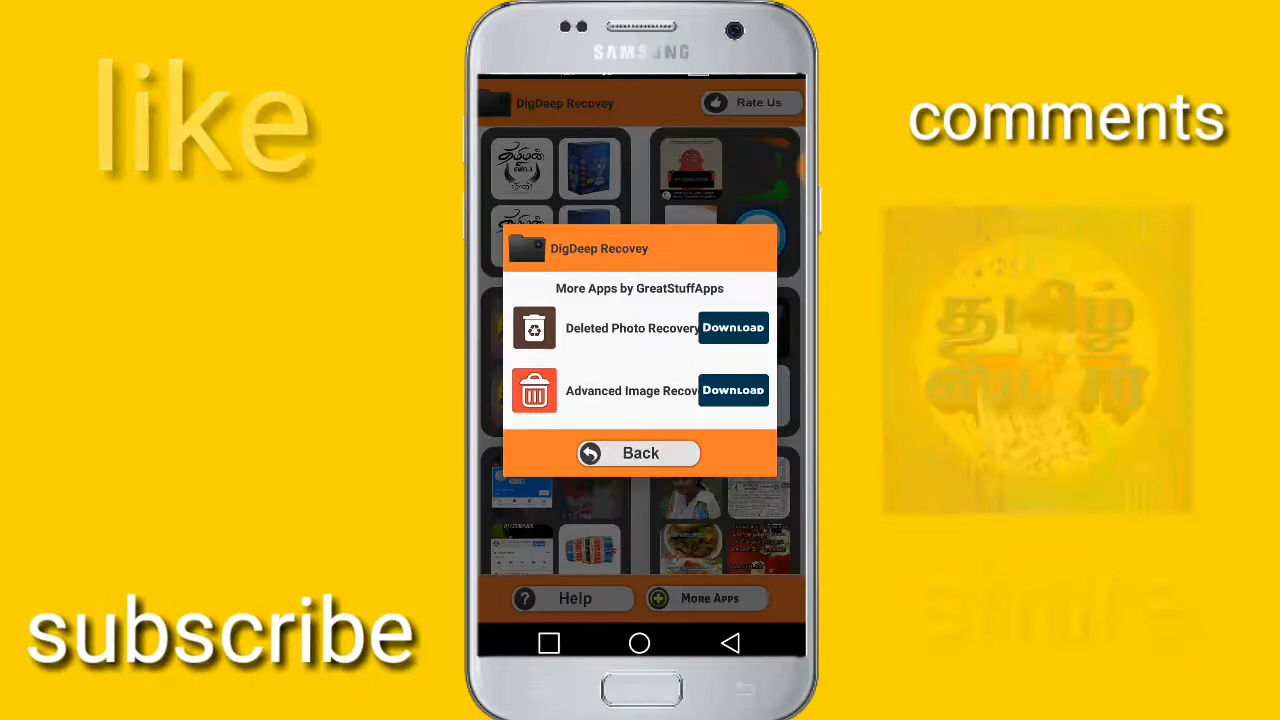 like
comments
SAMSUNG
DigDeep Recovey
Rate Us
DigDeep Recovey
More Apps by GreatStuffApps
Deleted Photo Recovery
Download
Advanced Image Recov
Download
Back
தமிழ்
ஸ்டார்
Help
More Apps
subscribe